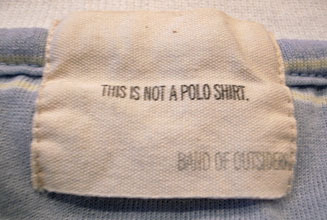 THIS IS NOT A POLO SHIRT.
BAND OF OUTSIDERS